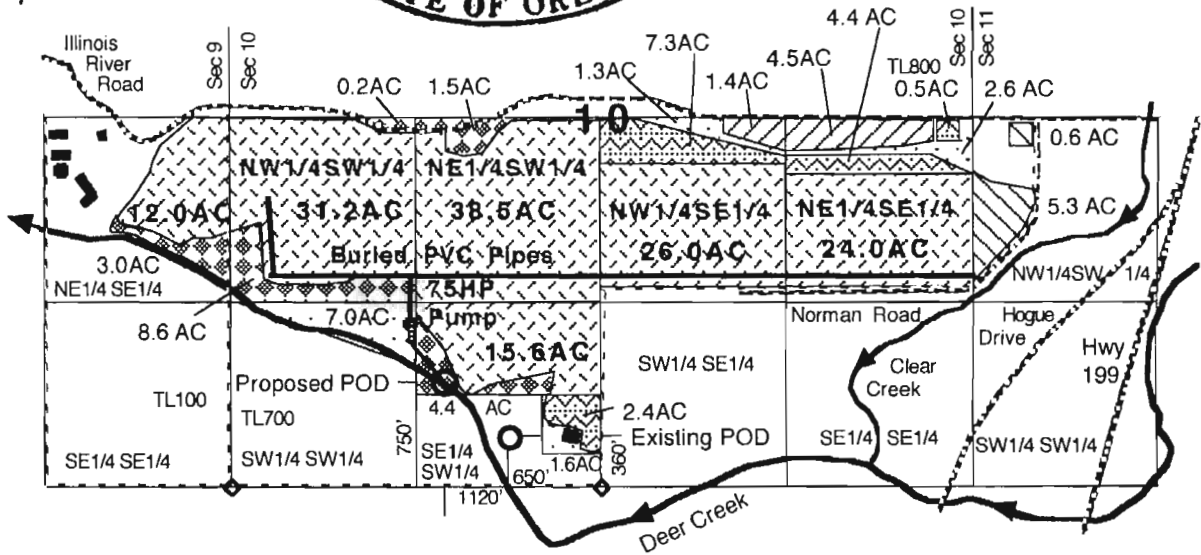 OF
4.4 AC
Illinois
River
Road
Sec 9
Sec 10
7.3AC
4.5AC
TL800
Sec 10
Sec 11
0.2AC
1.5AC
1.3AC
1.4AC
0.5AC
2.6 AC
10
0.6 AC
NW1/4SW1/4
NE1/4SW1/4
12.0AC
31.2AC
38.5AC
NW1/4SE1/4
NE1/4SE1/4
5.3 AC
26.0AC
24.0AC
Buried PVC Pipes
3.0AC
NE1/4 SE1/4
NW1/4SW 1/4
75HP
Pump
8.6 AC
7.0AC
Norman Road
Hogue
Drive
15.6AC
SW1/4 SE1/4
Clear
Creek
Hwy
199
Proposed POD
TL100
TL700
4.4 AC
2.4AC
Existing POD
750'
SE1/4
SW1/4
SE1/4 SE1/4
SW1/4 SW1/4
SE1/4 SE1/4
SW1/4 SW1/4
1.6AC
360'
650'
1120'
Deer Creek